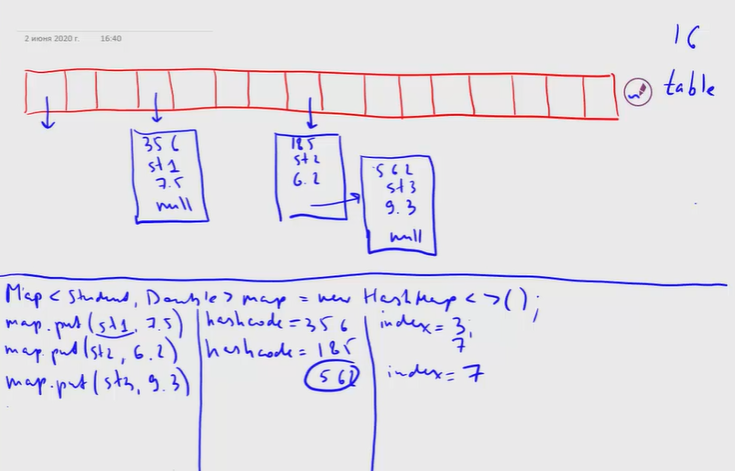 2 июня 2020 г. 16:40
16
table
356
st1
7.5
null
185
st2
6.2
562
st3
9.3
null
Map < Student, Double > map = new HashMap < >();
map.put(st1, 7.5) hashcode = 356 index = 3,
map.put(st2, 6.2) hashcode = 185 7
map.put(st3, 9.3) 562 index = 7